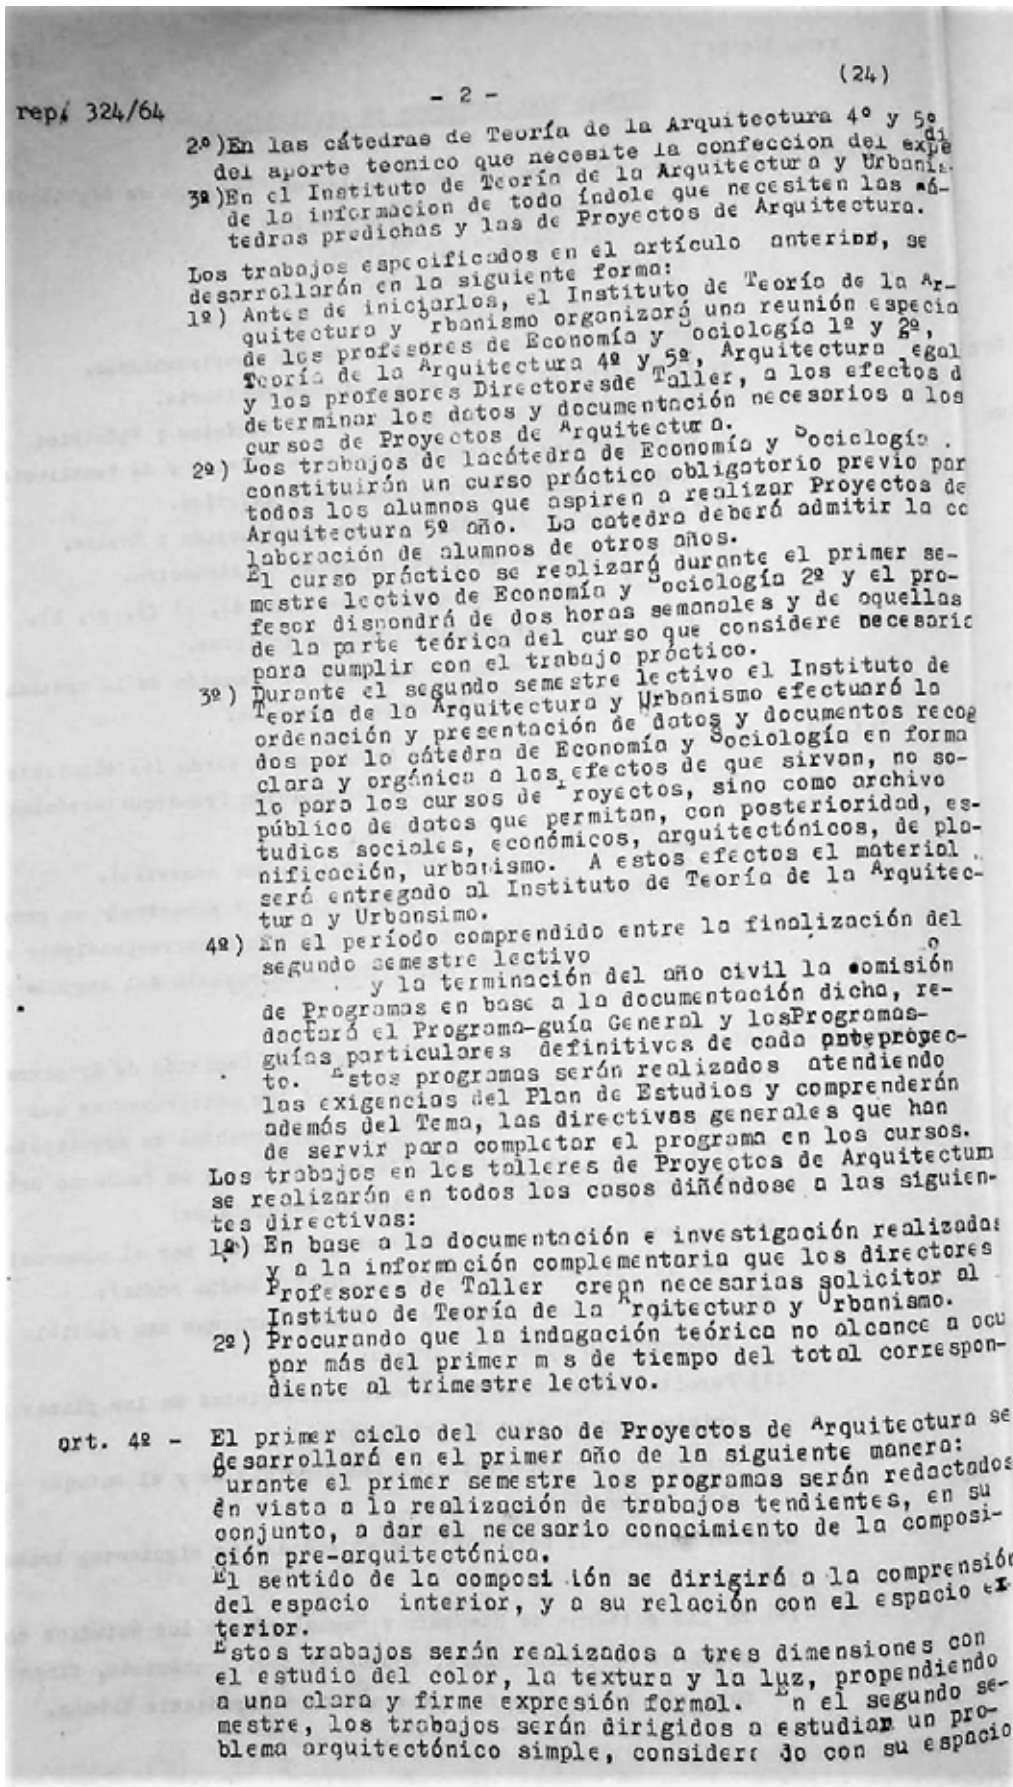 (24)
rep. 324/64
- 2 -
2º)En las cátedras de Teoría de la Arquitectura 4º y 5º
del aporte tecnico que necesite la confeccion del expe
di
3º)En el Instituto de Teoría de la Arquitectura y Urbanis.
de la informacion de todo índole que necesiten las cá-
tedras predichas y las de Proyectos de Arquitectura.
Los trabajos especificados en el artículo anterior, se
desarrollarán en la siguiente forma:
1º) Antes de iniciarlos, el Instituto de Teoría de la Ar-
quitectura y rbanismo organizará una reunión especia
de los profesores de Economía y Sociología 1º y 2º,
Teoría de la Arquitectura 4º y 5º, Arquitectura egal
y los profesores Directoresde Taller, a los efectos d
determinar los datos y documentación necesarios a los
cursos de Proyectos de Arquitectura.
2º) Los trabajos de lacátedra de Economía y Sociología .
constituirán un curso práctico obligatorio previo par
todos los alumnos que aspiren a realizar Proyectos de
Arquitectura 5º año. La catedra deberá admitir la co
laboración de alumnos de otros años.
El curso práctico se realizará durante el primer se-
mestre lectivo de Economía y Sociología 2º y el pro-
fesor dispondrá de dos horas semanales y de aquellas
de la parte teórica del curso que considere necesaric
para cumplir con el trabajo práctico.
3º) Durante el segundo semestre lectivo el Instituto de
Teoría de la Arquitectura y Urbanismo efectuará la
ordenación y presentación de datos y documentos recog
dos por la cátedra de Economía y Sociología en forma
clara y orgánica a los efectos de que sirvan, no so-
lo para los cursos de Proyectos, sino como archivo
público de datos que permitan, con posterioridad, es-
tudios sociales, económicos, arquitectónicos, de pla-
nificación, urbanismo. A estos efectos el material
será entregado al Instituto de Teoría de la Arquitec-
tura y Urbansimo.
4º) En el período comprendido entre la finalización del
segundo semestre lectivo
y la terminación del año civil la comisión
de Programas en base a la documentación dicha, re-
dactará el Programa-guía General y losProgramas-
guías particulares definitivos de cada anteproyec-
to. Estos programas serán realizados atendiendo
las exigencias del Plan de Estudios y comprenderán
además del Tema, las directivas generales que han
de servir para completar el programa en los cursos.
Los trabajos en los talleres de Proyectos de Arquitectum
se realizarán en todos los casos diñéndose a las siguien-
tes directivas:
1º) En base a la documentación e investigación realizadas
y a la información complementaria que los directores
Profesores de Taller crean necesarias solicitar al
Instituo de Teoría de la Arqitectura y Urbanismo.
2º) Procurando que la indagación teórica no alcance a ocu
par más del primer m s de tiempo del total correspon-
diente al trimestre lectivo.
art. 4º - El primer ciclo del curso de Proyectos de Arquitectura se
desarrollará en el primer año de la siguiente manera:
Durante el primer semestre los programas serán redactados
en vista a la realización de trabajos tendientes, en su
conjunto, a dar el necesario conocimiento de la composi-
ción pre-arquitectónica.
El sentido de la composi ión se dirigirá a la comprensión
del espacio interior, y a su relación con el espacio ex
terior.
Estos trabajos serán realizados a tres dimensiones con
el estudio del color, la textura y la luz, propendiendo
a una clara y firme expresión formal. En el segundo se-
mestre, los trabajos serán dirigidos a estudiar un pro-
blema arquitectónico simple, considera do con su espacio